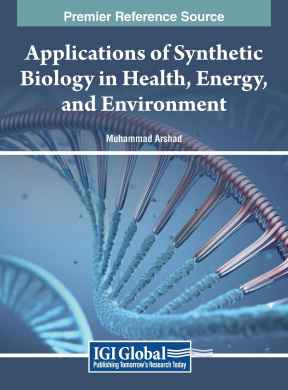 Premier Reference Source
Applications of Synthetic
Biology in Health, Energy,
and Environment
Muhammad Arshad
IGI Global
Publishing Tomorrow's Research Today